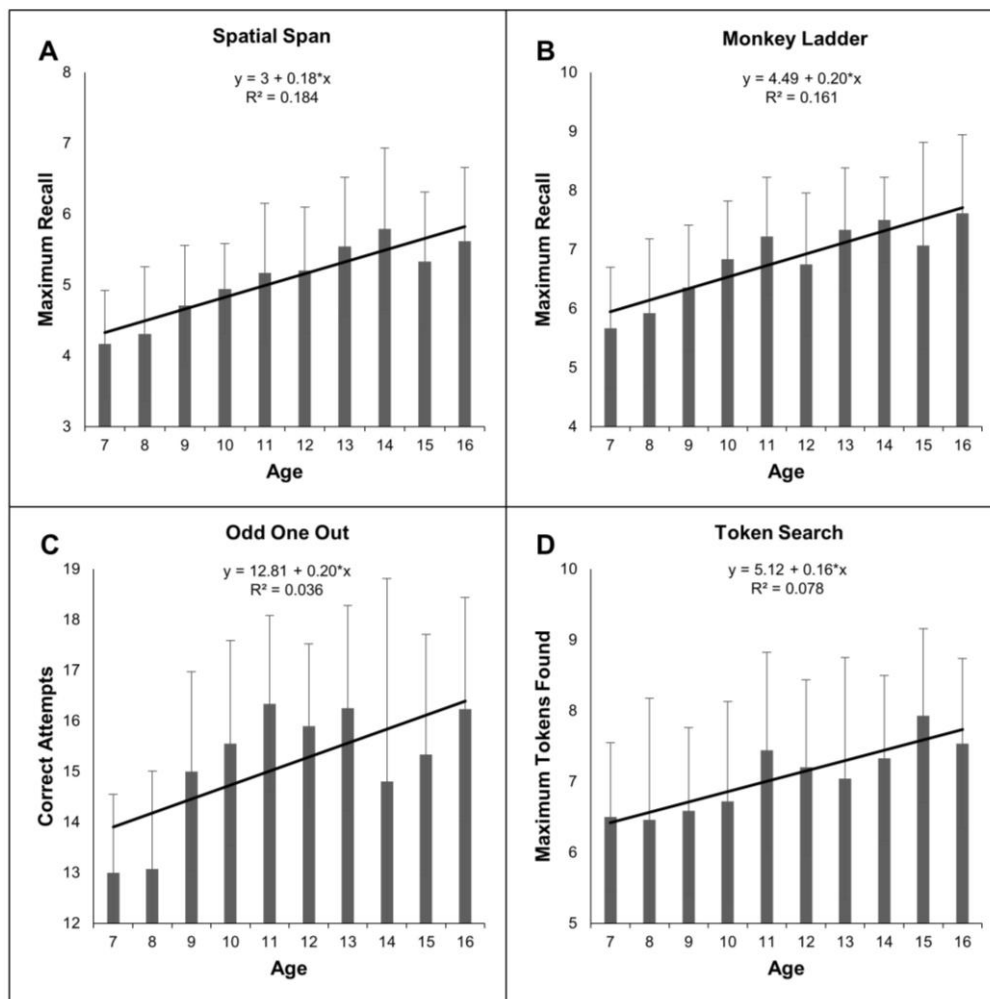 A
Spatial Span
y = 3 + 0.18*x
R² = 0.184
Maximum Recall
8
7
6
5
4
3
7 8 9 10 11 12 13 14 15 16
Age
B
Monkey Ladder
y = 4.49 + 0.20*x
R² = 0.161
Maximum Recall
10
9
8
7
6
5
4
7 8 9 10 11 12 13 14 15 16
Age
C
Odd One Out
y = 12.81 + 0.20*x
R² = 0.036
Correct Attempts
19
18
17
16
15
14
13
12
7 8 9 10 11 12 13 14 15 16
Age
D
Token Search
y = 5.12 + 0.16*x
R² = 0.078
Maximum Tokens Found
10
9
8
7
6
5
7 8 9 10 11 12 13 14 15 16
Age